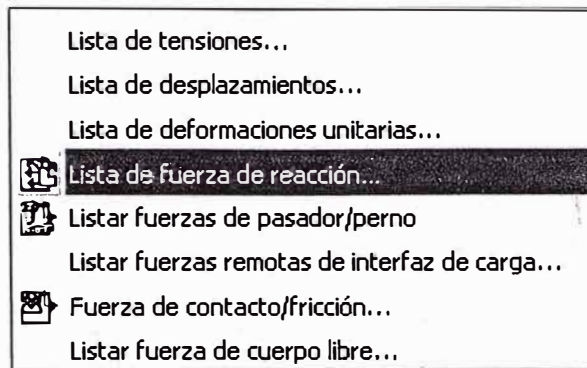 Lista de tensiones...
Lista de desplazamientos...
Lista de deformaciones unitarias...
Lista de fuerza de reacción...
Listar fuerzas de pasador/perno
Listar fuerzas remotas de interfaz de carga...
Fuerza de contacto/fricción...
Listar fuerza de cuerpo libre...